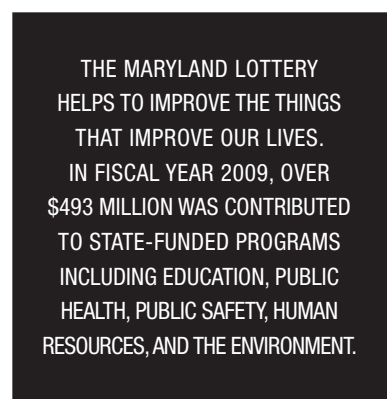 THE MARYLAND LOTTERY
HELPS TO IMPROVE THE THINGS
THAT IMPROVE OUR LIVES.
IN FISCAL YEAR 2009, OVER
$493 MILLION WAS CONTRIBUTED
TO STATE-FUNDED PROGRAMS
INCLUDING EDUCATION, PUBLIC
HEALTH, PUBLIC SAFETY, HUMAN
RESOURCES, AND THE ENVIRONMENT.